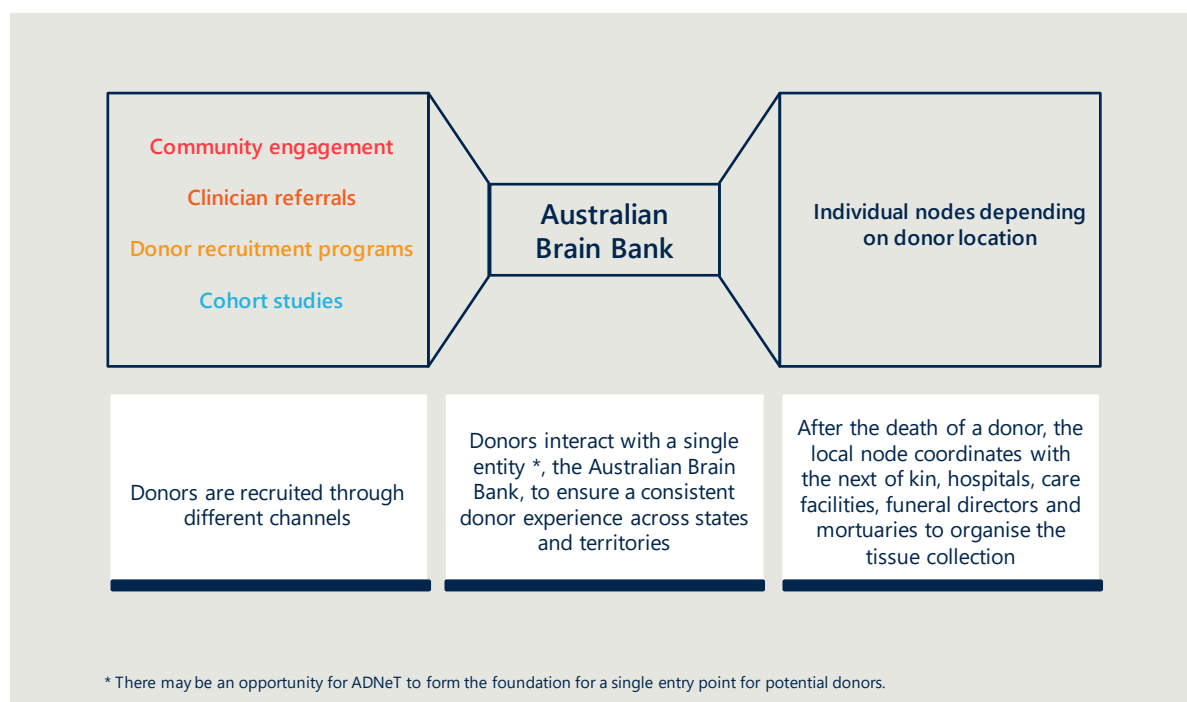 Community engagement
Clinician referrals
Donor recruitment programs
Cohort studies
Australian
Brain Bank
Individual nodes depending
on donor location
Donors are recruited through
different channels
Donors interact with a single
entity *, the Australian Brain
Bank, to ensure a consistent
donor experience across states
and territories
After the death of a donor, the
local node coordinates with
the next of kin, hospitals, care
facilities, funeral directors and
mortuaries to organise the
tissue collection
* There may be an opportunity for ADNeT to form the foundation for a single entry point for potential donors.